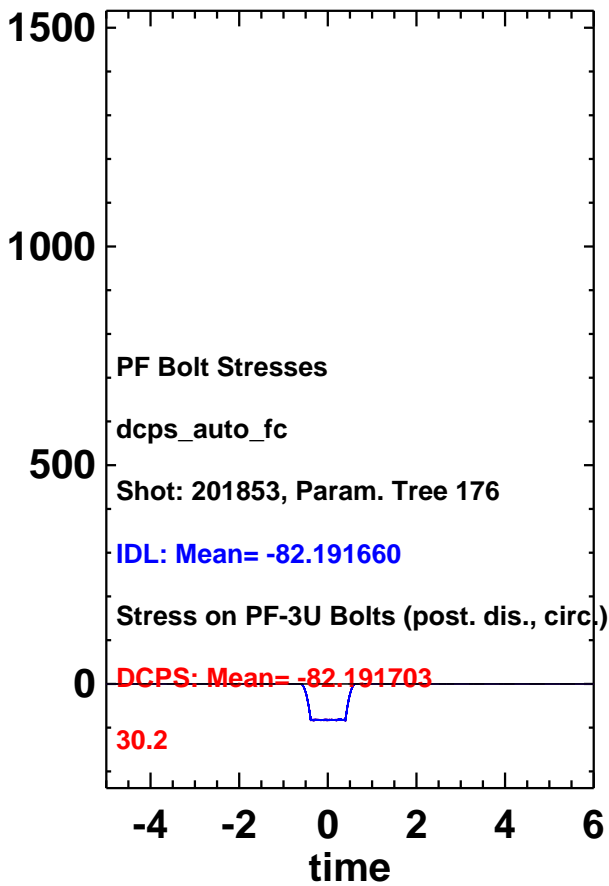 1500
1000
PF Bolt Stresses
dcps_auto_fc
500
Shot: 201853, Param. Tree 176
IDL: Mean= -82.191660
Stress on PF-3U Bolts (post. dis., circ.)
0
DCPS: Mean= -82.191703
30.2
-4 -2 0 2 4 6
time